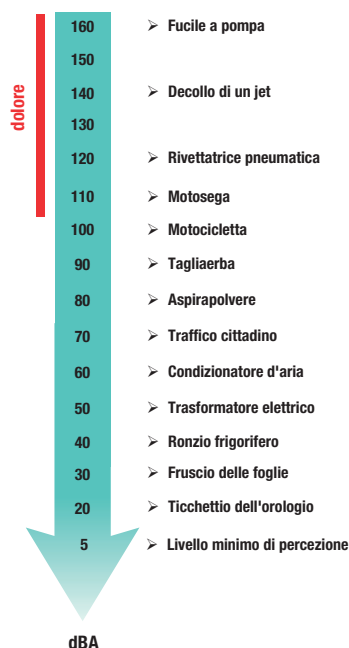 dolore
160 ➢ Fucile a pompa
150
140 ➢ Decollo di un jet
130
120 ➢ Rivettatrice pneumatica
110 ➢ Motosega
100 ➢ Motocicletta
90 ➢ Tagliaerba
80 ➢ Aspirapolvere
70 ➢ Traffico cittadino
60 ➢ Condizionatore d'aria
50 ➢ Trasformatore elettrico
40 ➢ Ronzio frigorifero
30 ➢ Fruscio delle foglie
20 ➢ Ticchettio dell'orologio
5 ➢ Livello minimo di percezione
dBA